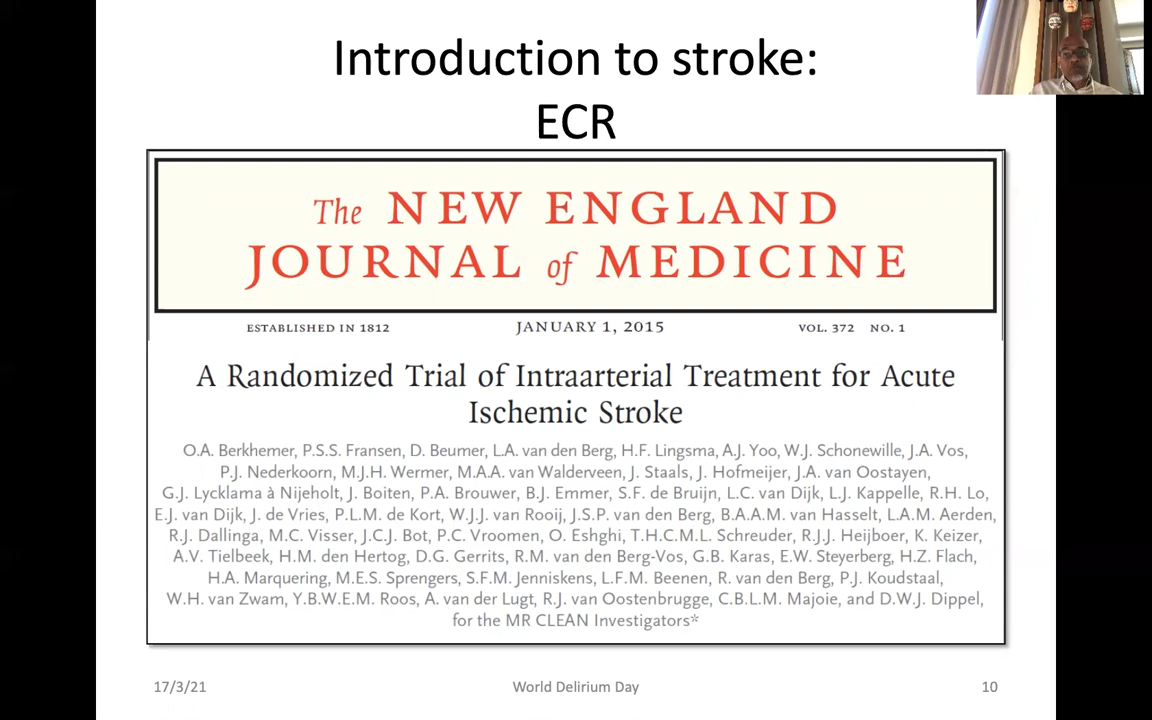 Introduction to stroke:
ECR
The NEW ENGLAND
JOURNAL of MEDICINE
ESTABLISHED IN 1812 JANUARY 1, 2015 VOL. 372 NO. 1
A Randomized Trial of Intraarterial Treatment for Acute
Ischemic Stroke
O.A. Berkhemer, P.S.S. Fransen, D. Beumer, L.A. van den Berg, H.F. Lingsma, A.J. Yoo, W.J. Schonewille, J.A. Vos,
P.J. Nederkoorn, M.J.H. Wermer, M.A.A. van Walderveen, J. Staals, J. Hofmeijer, J.A. van Oostayen,
G.J. Lycklama à Nijeholt, J. Boiten, P.A. Brouwer, B.J. Emmer, S.F. de Bruijn, L.C. van Dijk, L.J. Kappelle, R.H. Lo,
E.J. van Dijk, J. de Vries, P.L.M. de Kort, W.J.J. van Rooij, J.S.P. van den Berg, B.A.A.M. van Hasselt, L.A.M. Aerden,
R.J. Dallinga, M.C. Visser, J.C.J. Bot, P.C. Vroomen, O. Eshghi, T.H.C.M.L. Schreuder, R.J.J. Heijboer, K. Keizer,
A.V. Tielbeek, H.M. den Hertog, D.G. Gerrits, R.M. van den Berg-Vos, G.B. Karas, E.W. Steyerberg, H.Z. Flach,
H.A. Marquering, M.E.S. Sprengers, S.F.M. Jenniskens, L.F.M. Beenen, R. van den Berg, P.J. Koudstaal,
W.H. van Zwam, Y.B.W.E.M. Roos, A. van der Lugt, R.J. van Oostenbrugge, C.B.L.M. Majoie, and D.W.J. Dippel,
for the MR CLEAN Investigators*
17/3/21 World Delirium Day 10